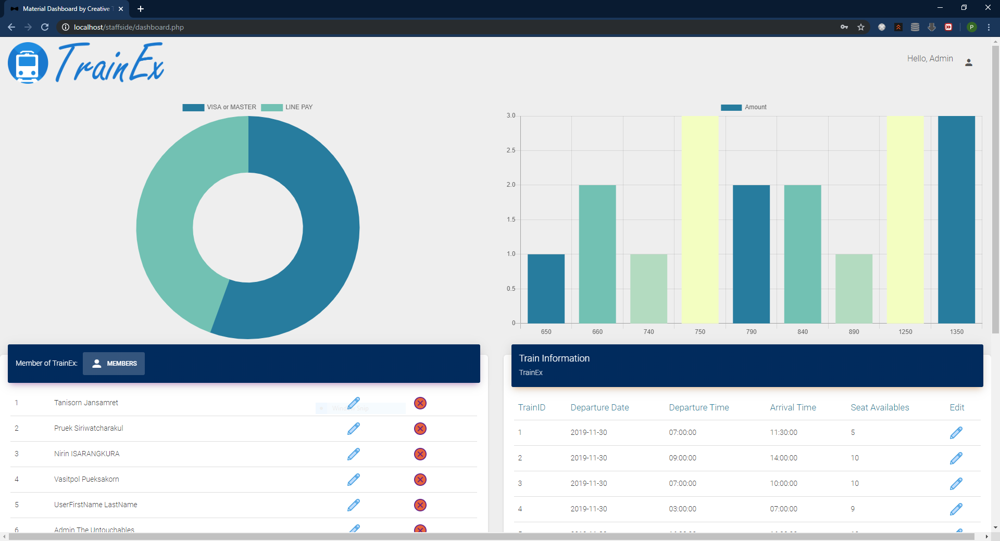 Material Dashboard by Creative
localhost/staffside/dashboard.php
P
TrainEx
Hello, Admin
VISA or MASTER LINE PAY
Amount
3.0
2.5
2.0
1.5
1.0
0.5
0
650 660 740 750 790 840 890 1250 1350
Member of TrainEx: MEMBERS
1 Tanisorn Jansamret
Window Snip
2 Pruek Siriwatcharakul
3 Nirin ISARANGKURA
4 Vasitpol Pueksakorn
5 UserFirstName LastName
6 Admin The Untouchables
Train Information
TrainEx
TrainID Departure Date Departure Time Arrival Time Seat Availables Edit
1 2019-11-30 07:00:00 11:30:00 5
2 2019-11-30 09:00:00 14:00:00 10
3 2019-11-30 07:00:00 10:00:00 10
4 2019-11-30 03:00:00 07:00:00 9